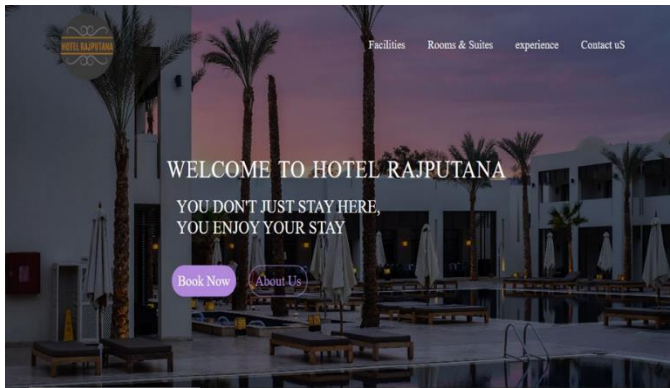 HOTEL RAJPUTANA
Facilities Rooms & Suites experience Contact uS
WELCOME TO HOTEL RAJPUTANA
YOU DON'T JUST STAY HERE,
YOU ENJOY YOUR STAY
Book Now About Us